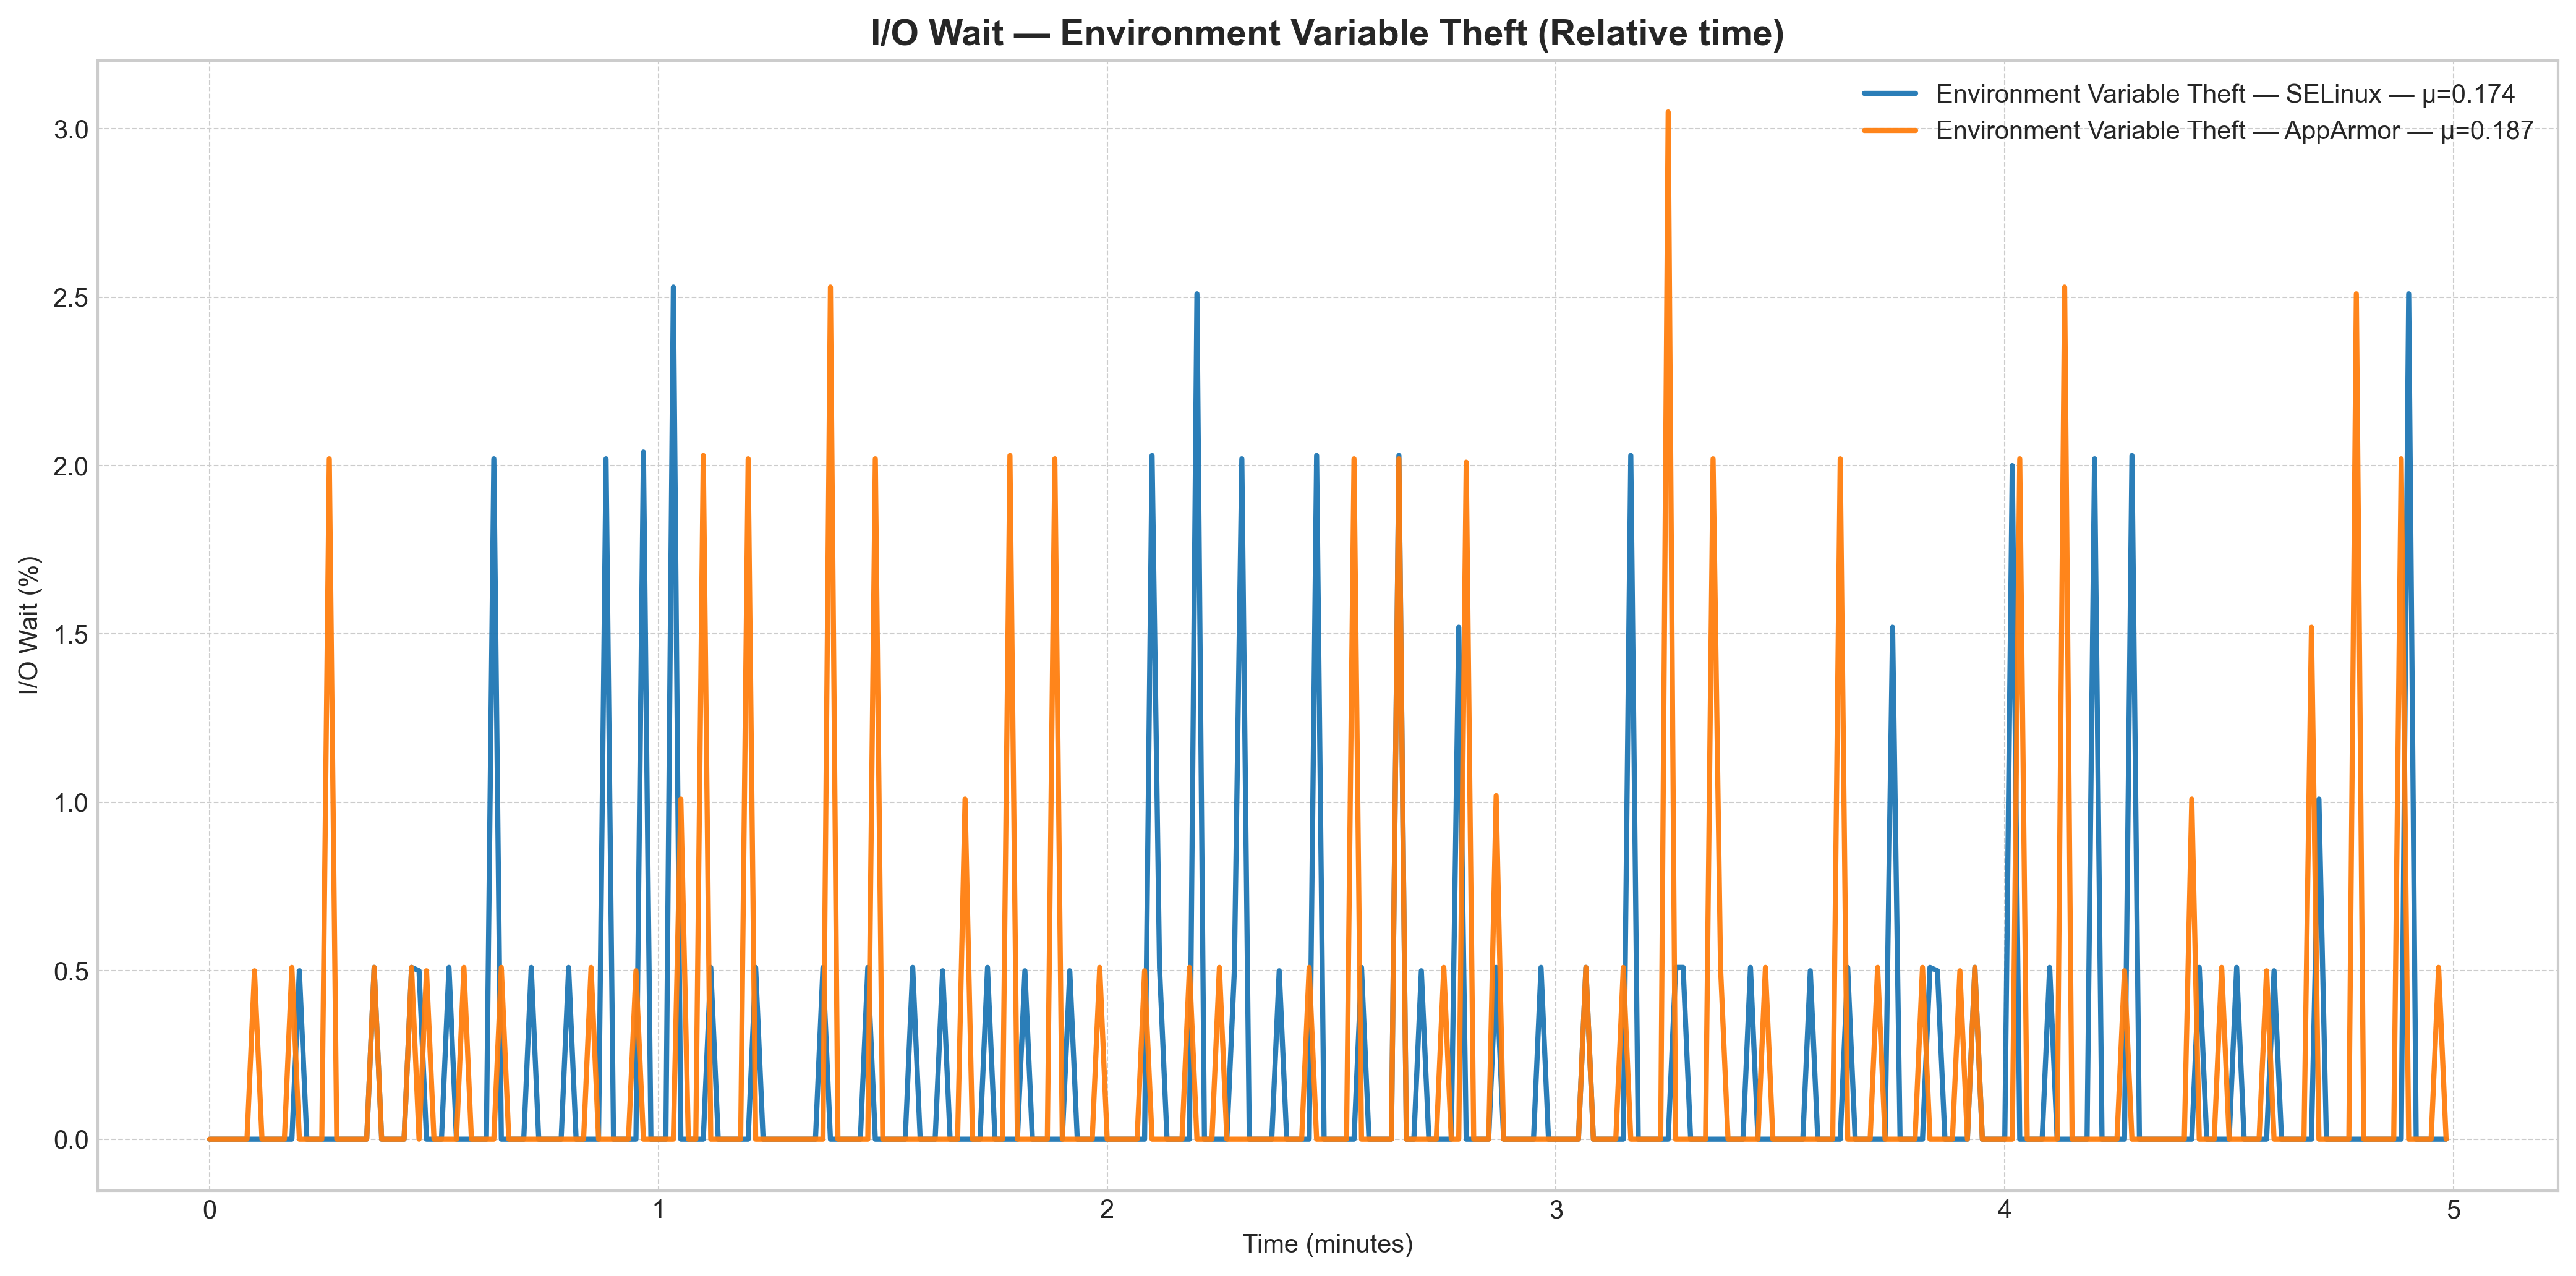 I/O Wait — Environment Variable Theft (Relative time)
Environment Variable Theft — SELinux — μ=0.174
Environment Variable Theft — AppArmor — μ=0.187
3.0
2.5
2.0
1.5
1.0
0.5
0.0
I/O Wait (%)
0 1 2 3 4 5
Time (minutes)